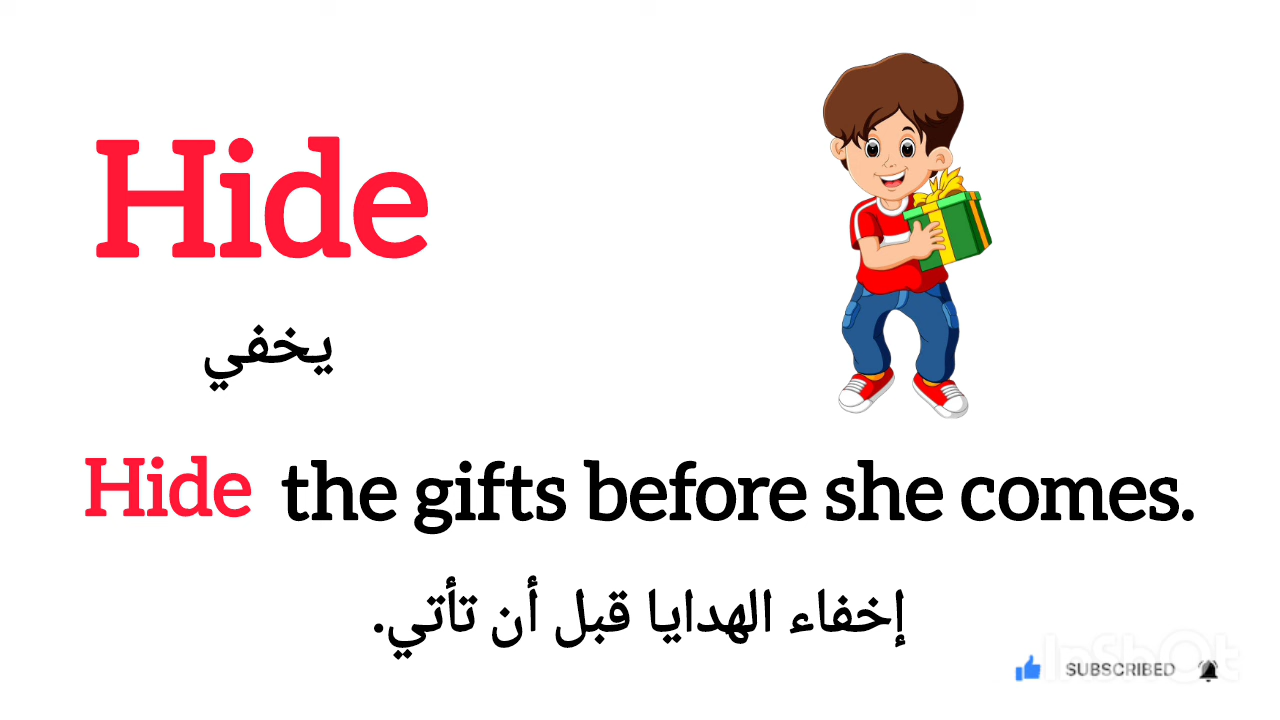 Hide
يخفي
Hide the gifts before she comes.
إخفاء الهدايا قبل أن تأتي.
InShOt
SUBSCRIBED